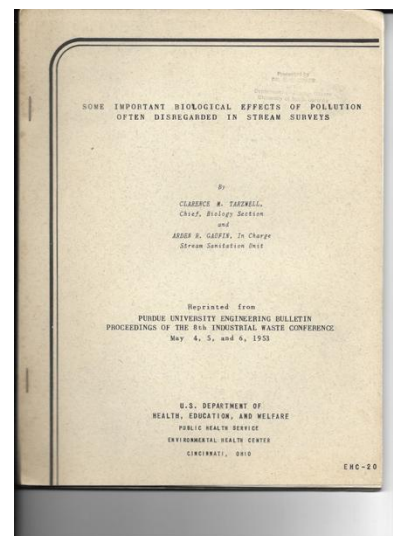 Presented by
SOME IMPORTANT BIOLOGICAL EFFECTS OF POLLUTION
OFTEN DISREGARDED IN STREAM SURVEYS
By
CLARENCE M. TARZWELL,
Chief, Biology Section
and
ARDEN R. GAUFIN, In Charge
Stream Sanitation Unit
Reprinted from
PURDUE UNIVERSITY ENGINEERING BULLETIN
PROCEEDINGS OF THE 8th INDUSTRIAL WASTE CONFERENCE
May 4, 5, and 6, 1953
U.S. DEPARTMENT OF
HEALTH, EDUCATION, AND WELFARE
PUBLIC HEALTH SERVICE
ENVIRONMENTAL HEALTH CENTER
CINCINNATI, OHIO
EHC-20